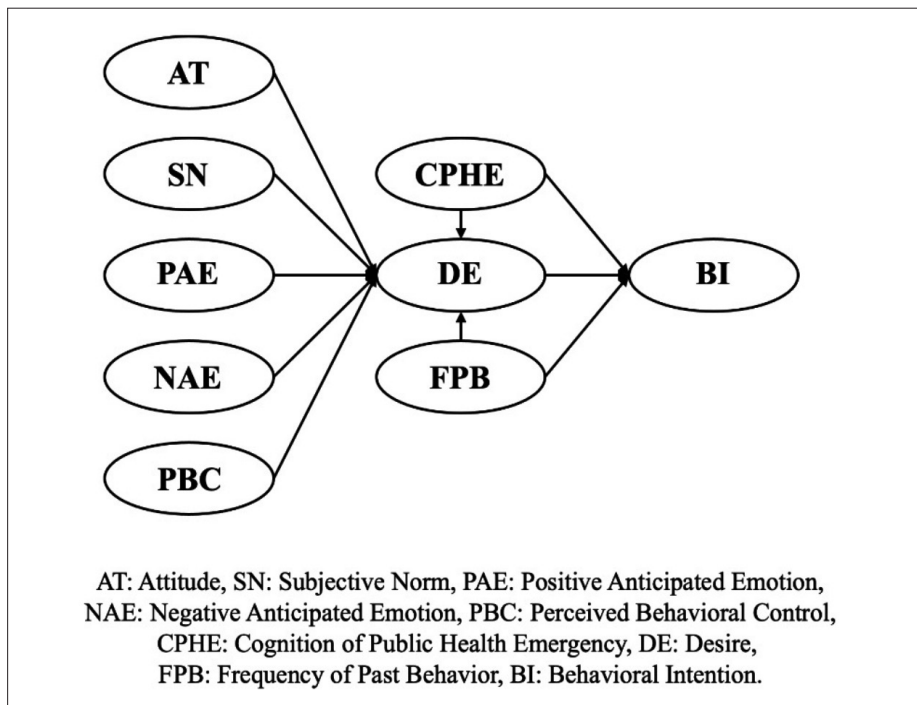 AT
SN
CPHE
PAE
DE
BI
NAE
FPB
PBC
AT: Attitude, SN: Subjective Norm, PAE: Positive Anticipated Emotion,
NAE: Negative Anticipated Emotion, PBC: Perceived Behavioral Control,
CPHE: Cognition of Public Health Emergency, DE: Desire,
FPB: Frequency of Past Behavior, BI: Behavioral Intention.